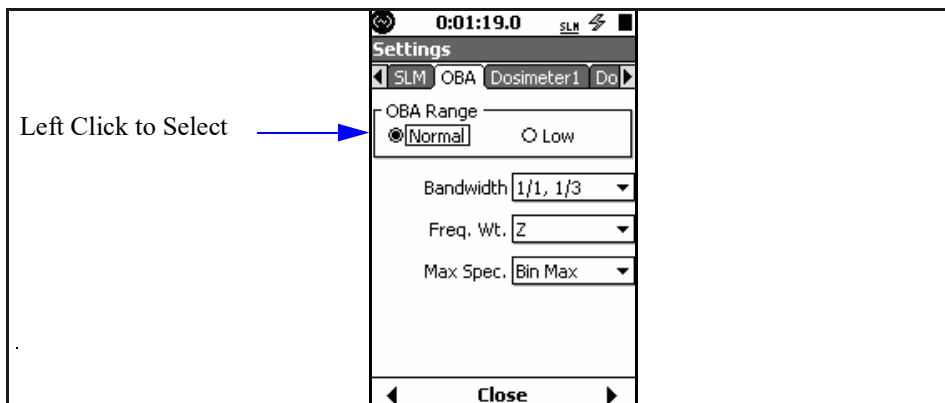 0:01:19.0 SLM
Settings
SLM OBA Dosimeter1 Do
OBA Range
Left Click to Select
Normal Low
Bandwidth 1/1, 1/3
Freq. Wt. Z
Max Spec. Bin Max
.
Close